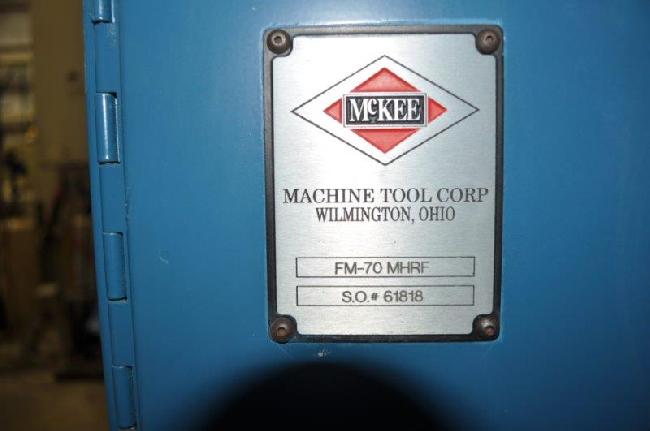 McKEE
MACHINE TOOL CORP
WILMINGTON, OHIO
FM-70 MHRF
S.O.# 61818